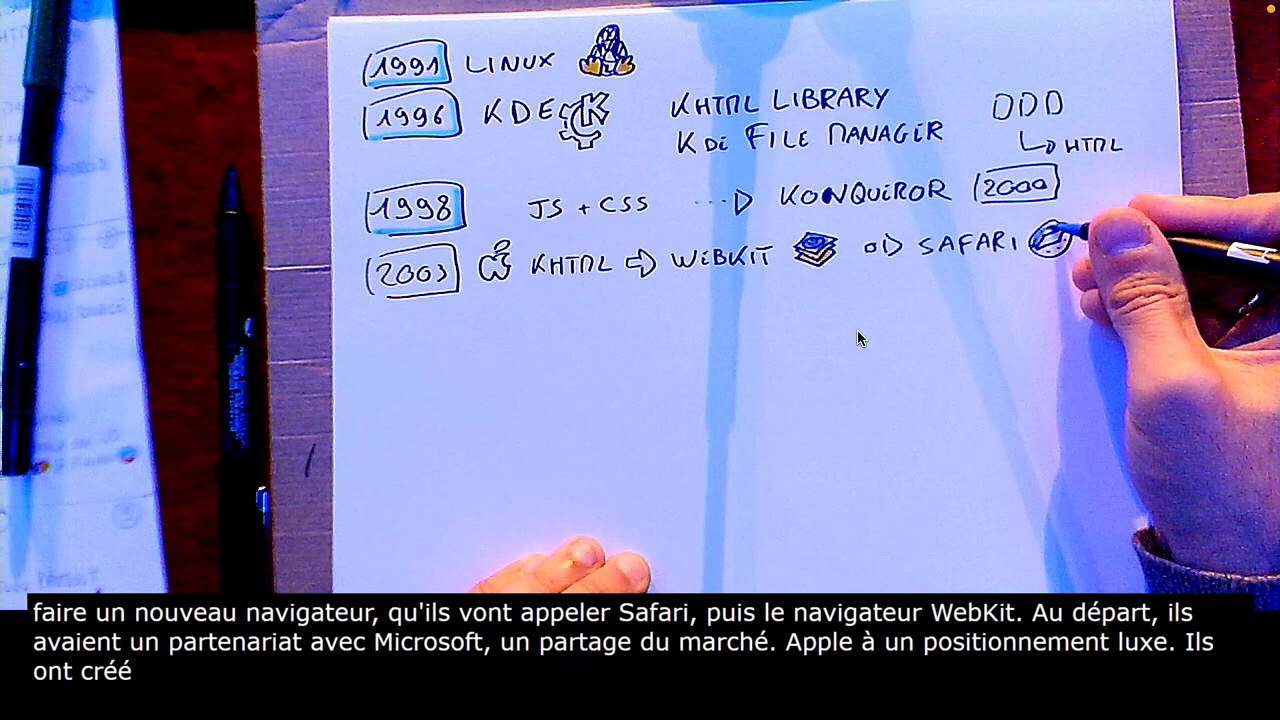 1991 LINUX
1996 KDE K KHTML LIBRARY
KDE FILE MANAGER
HTML
1998 JS + CSS KONQUEROR 2000
2003 KHTML WEBKIT SAFARI
faire un nouveau navigateur, qu'ils vont appeler Safari, puis le navigateur WebKit. Au départ, ils
avaient un partenariat avec Microsoft, un partage du marché. Apple à un positionnement luxe. Ils
ont créé